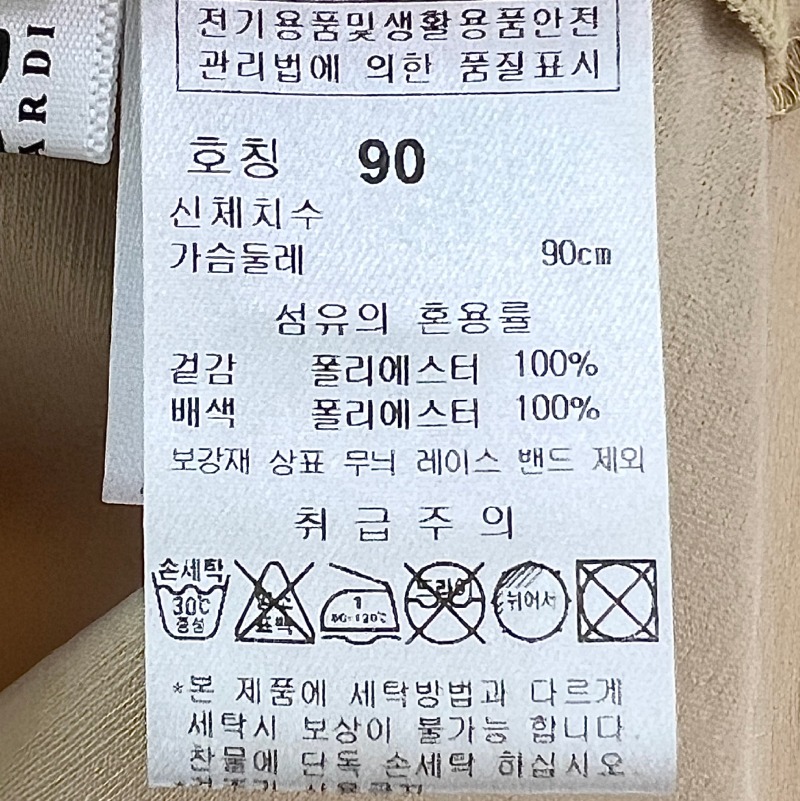 ARDI
전기용품및생활용품안전
관리법에 의한 품질표시
호칭 90
신체치수
가슴둘레 90cm
섬유의 혼용률
겉감 폴리에스터 100%
배색 폴리에스터 100%
보강재 상표 무늬 레이스 밴드 제외
취급주의
손세탁 30℃ 중성
염소 표백
1 80~120℃
드라이
뉘어서
*본 제품에 세탁방법과 다르게
세탁시 보상이 불가능 합니다.
찬물에 단독 손세탁 하십시오